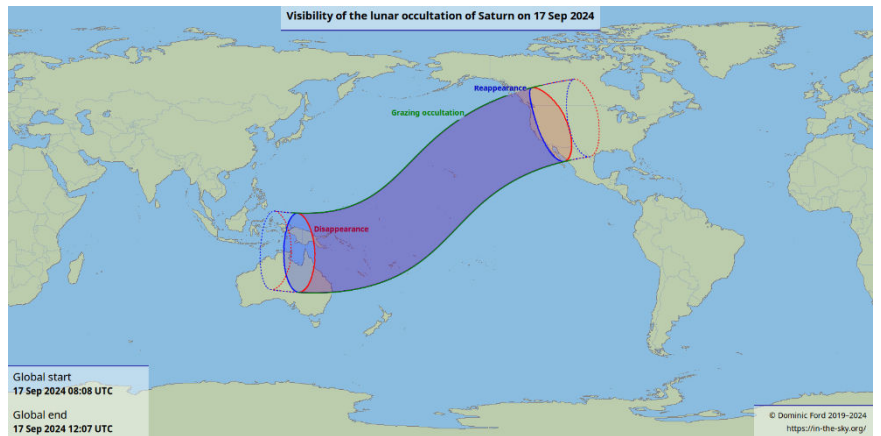 Visibility of the lunar occultation of Saturn on 17 Sep 2024
Reappearance
Grazing occultation
Disappearance
Global start
17 Sep 2024 08:08 UTC
Global end
17 Sep 2024 12:07 UTC
© Dominic Ford 2019–2024
https://in-the-sky.org/